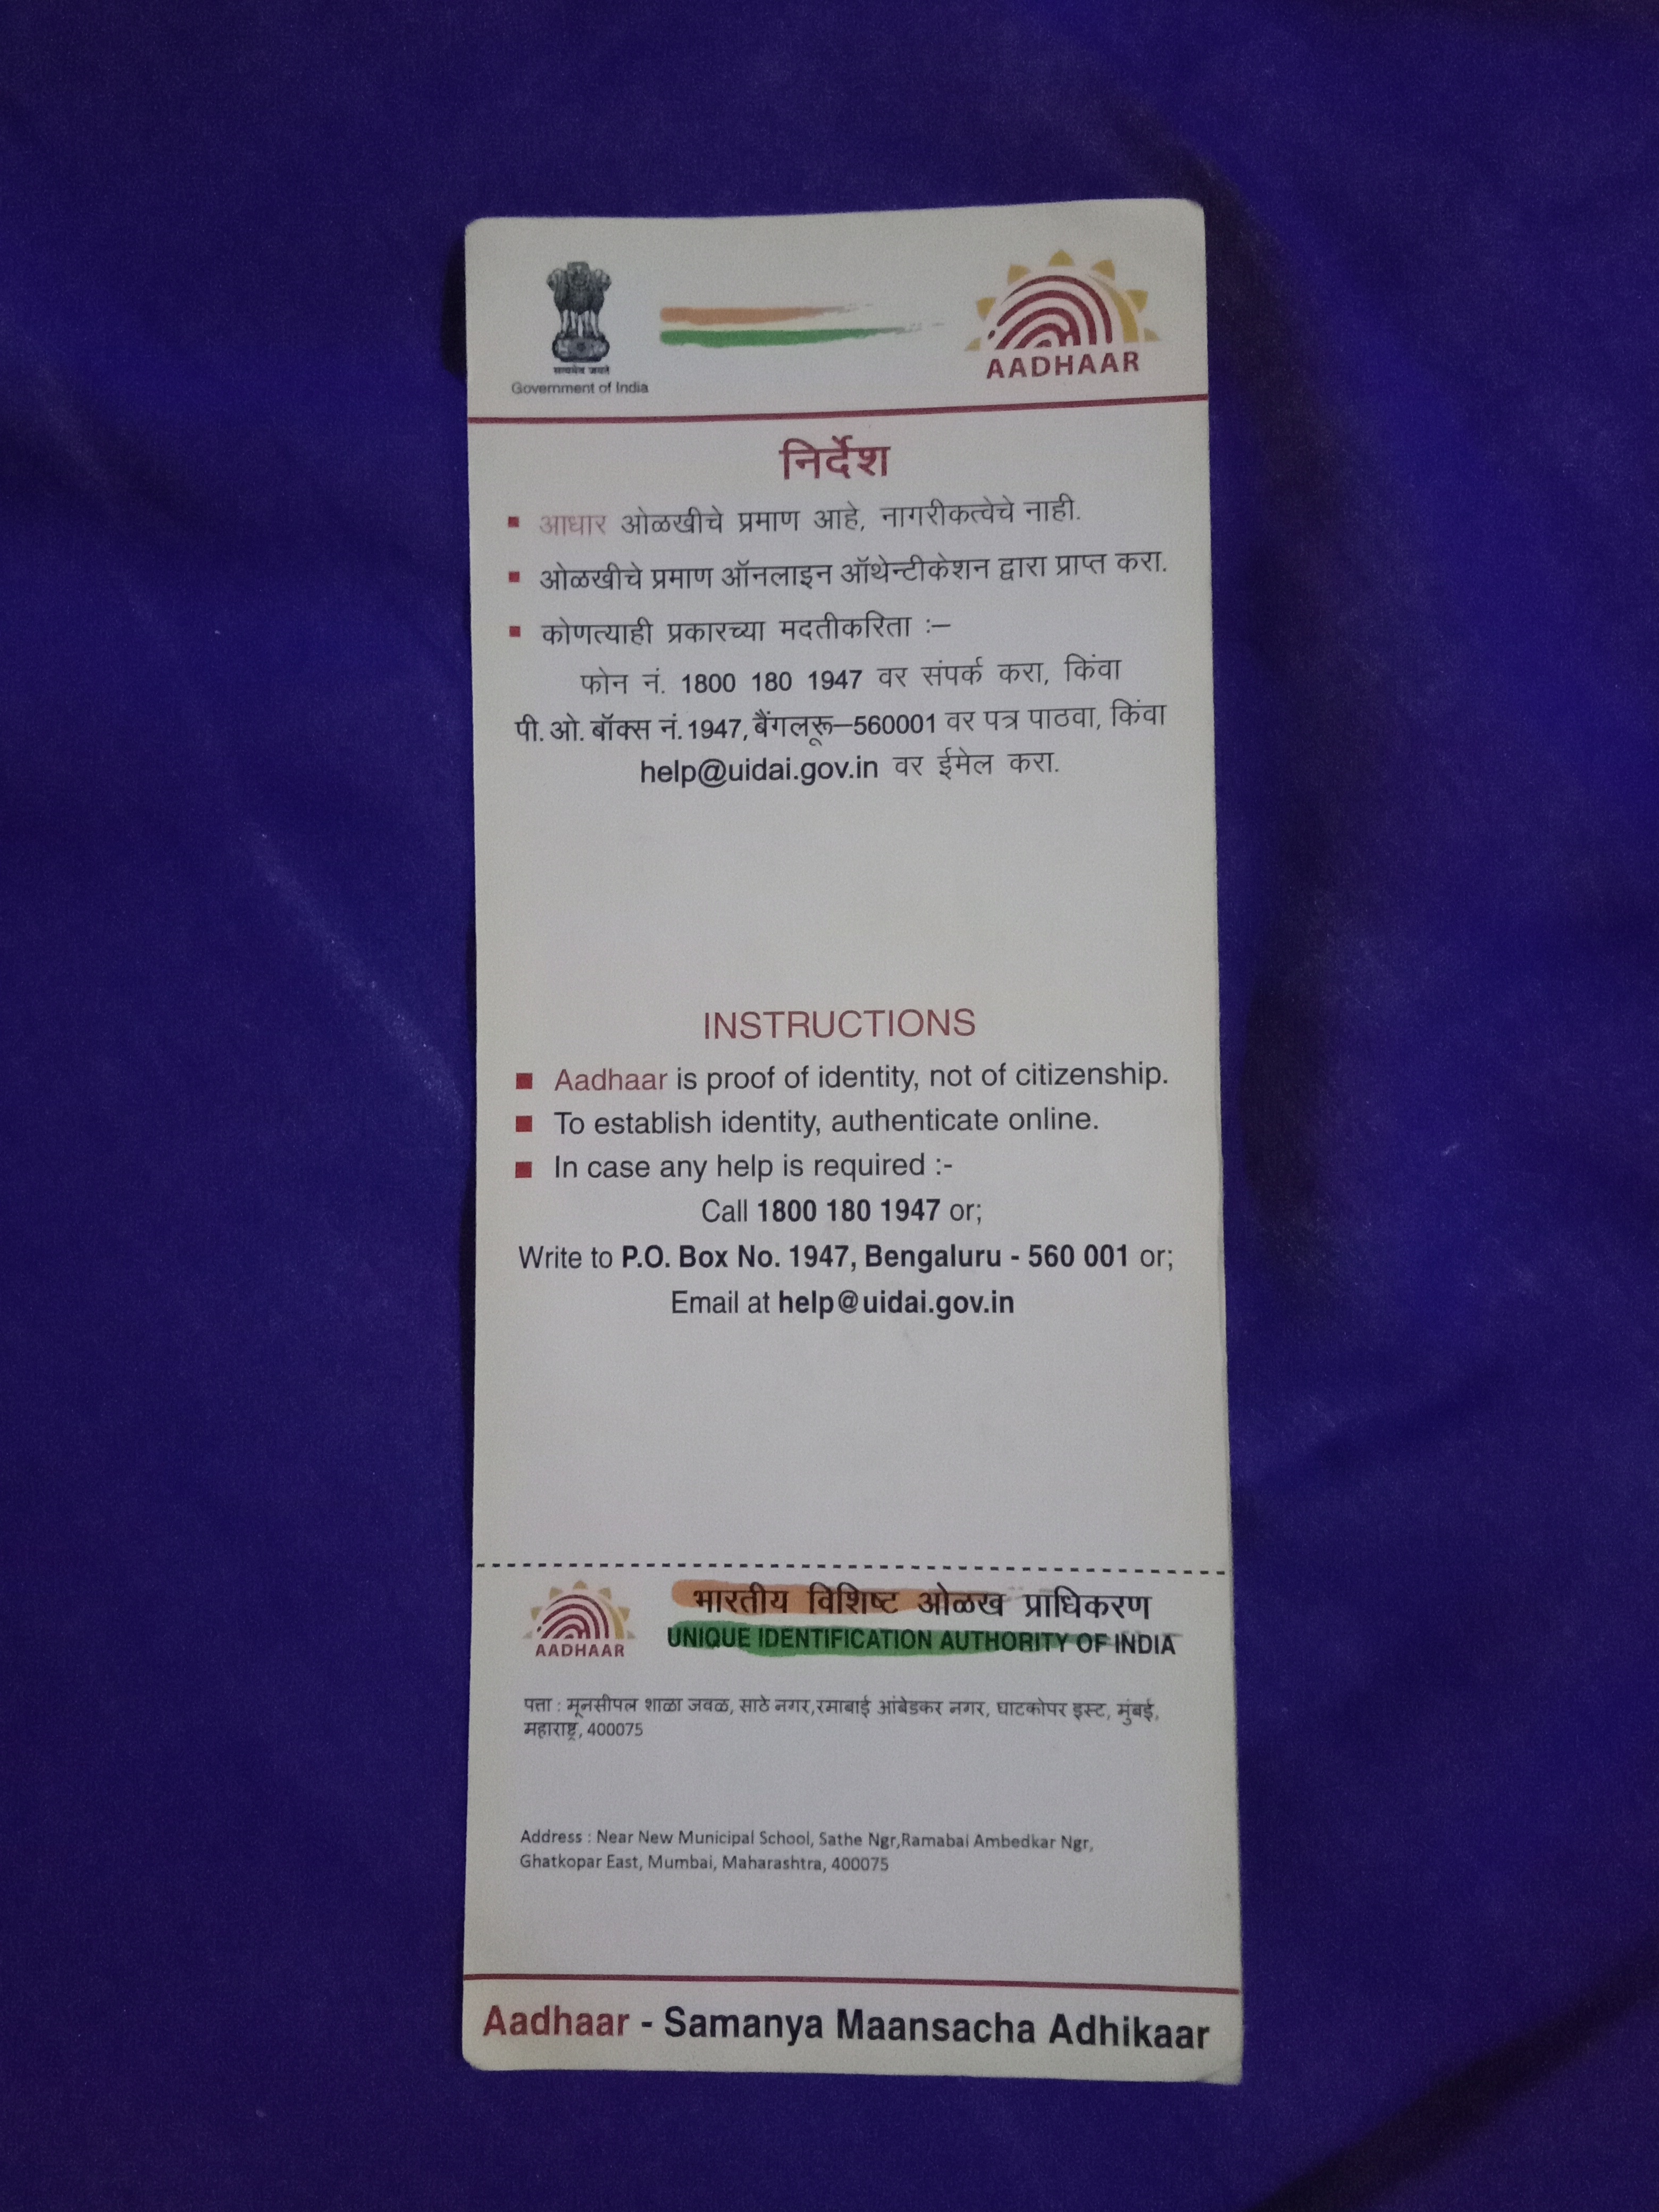 सत्यमेव जयते
Government of India
AADHAAR
निर्देश
▪ आधार ओळखीचे प्रमाण आहे, नागरीकत्वेचे नाही.
▪ ओळखीचे प्रमाण ऑनलाइन ऑथेन्टीकेशन द्वारा प्राप्त करा.
▪ कोणत्याही प्रकारच्या मदतीकरिता :–
फोन नं. 1800 180 1947 वर संपर्क करा, किंवा
पी. ओ. बॉक्स नं. 1947, बैंगलरू–560001 वर पत्र पाठवा, किंवा
help@uidai.gov.in वर ईमेल करा.
INSTRUCTIONS
▪ Aadhaar is proof of identity, not of citizenship.
▪ To establish identity, authenticate online.
▪ In case any help is required :-
Call 1800 180 1947 or;
Write to P.O. Box No. 1947, Bengaluru - 560 001 or;
Email at help@uidai.gov.in
AADHAAR
भारतीय विशिष्ट ओळख प्राधिकरण
UNIQUE IDENTIFICATION AUTHORITY OF INDIA
पत्ता : मूनसीपल शाळा जवळ, साठे नगर,रमाबाई आंबेडकर नगर, घाटकोपर इस्ट, मुंबई,
महाराष्ट्र, 400075
Address : Near New Municipal School, Sathe Ngr,Ramabai Ambedkar Ngr,
Ghatkopar East, Mumbai, Maharashtra, 400075
Aadhaar - Samanya Maansacha Adhikaar